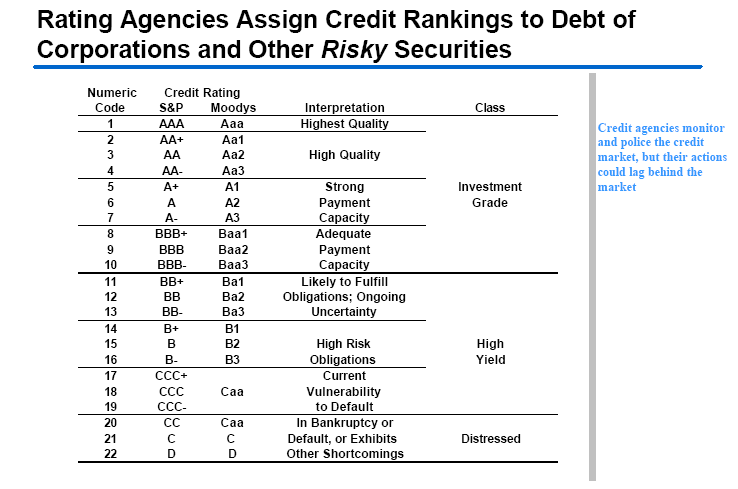 Rating Agencies Assign Credit Rankings to Debt of
Corporations and Other Risky Securities
Numeric Credit Rating
Code S&P Moodys Interpretation Class
1 AAA Aaa Highest Quality
2 AA+ Aa1
3 AA Aa2 High Quality
4 AA- Aa3
5 A+ A1 Strong Investment
6 A A2 Payment Grade
7 A- A3 Capacity
8 BBB+ Baa1 Adequate
9 BBB Baa2 Payment
10 BBB- Baa3 Capacity
11 BB+ Ba1 Likely to Fulfill
12 BB Ba2 Obligations; Ongoing
13 BB- Ba3 Uncertainty
14 B+ B1
15 B B2 High Risk High
16 B- B3 Obligations Yield
17 CCC+ Current
18 CCC Caa Vulnerability
19 CCC- to Default
20 CC Caa In Bankruptcy or
21 C C Default, or Exhibits Distressed
22 D D Other Shortcomings
Credit agencies monitor
and police the credit
market, but their actions
could lag behind the
market